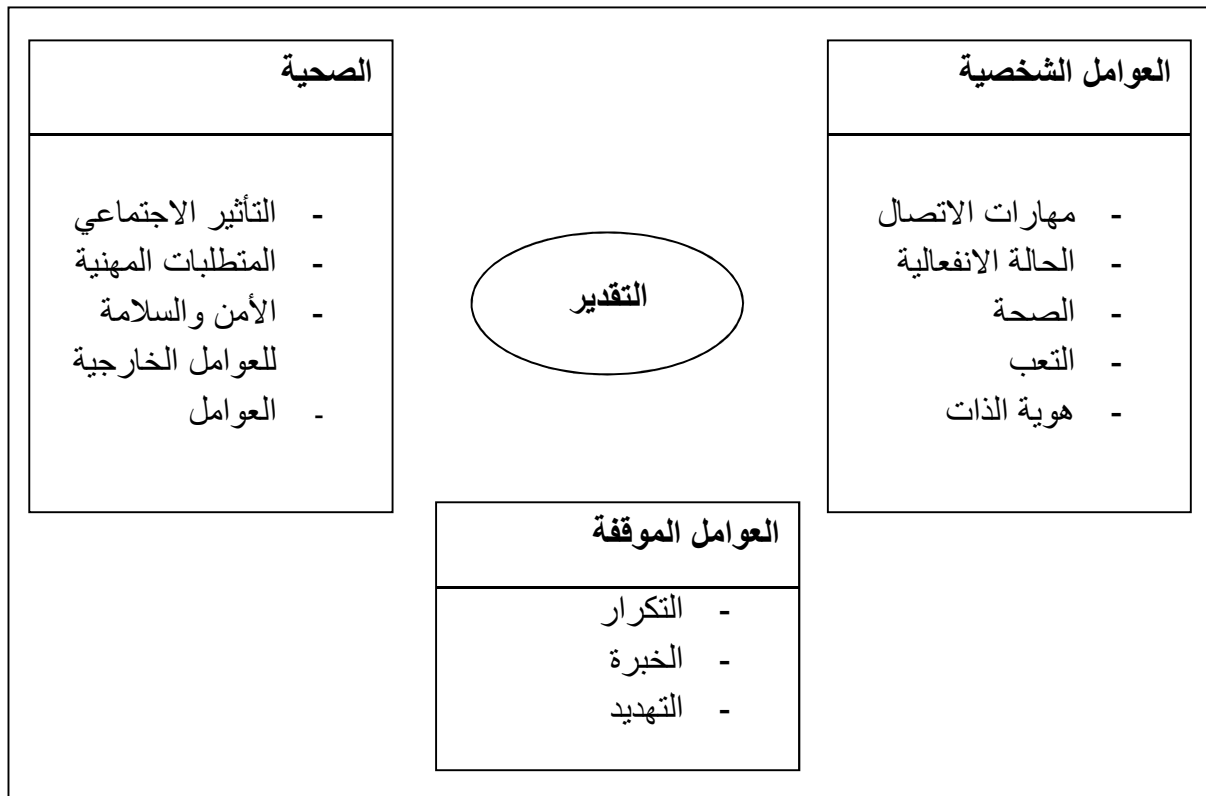 العوامل الشخصية
- مهارات الاتصال
- الحالة الانفعالية
- الصحة
- التعب
- هوية الذات
التقدير
الصحية
- التأثير الاجتماعي
- المتطلبات المهنية
- الأمن والسلامة
للعوامل الخارجية
- العوامل
العوامل الموقفة
- التكرار
- الخبرة
- التهديد